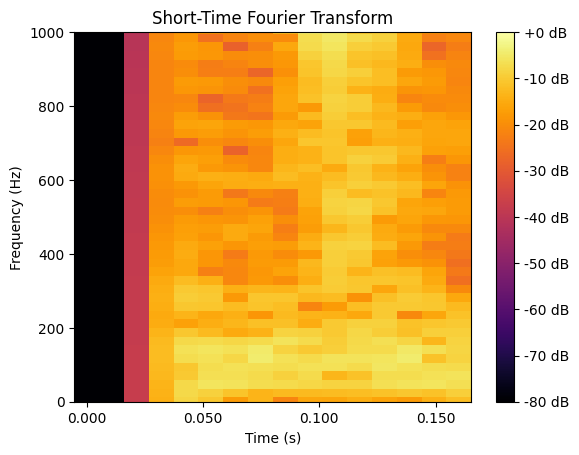 Short-Time Fourier Transform
1000
800
600
400
200
0
Frequency (Hz)
0.000
0.050
0.100
0.150
Time (s)
+0 dB
-10 dB
-20 dB
-30 dB
-40 dB
-50 dB
-60 dB
-70 dB
-80 dB